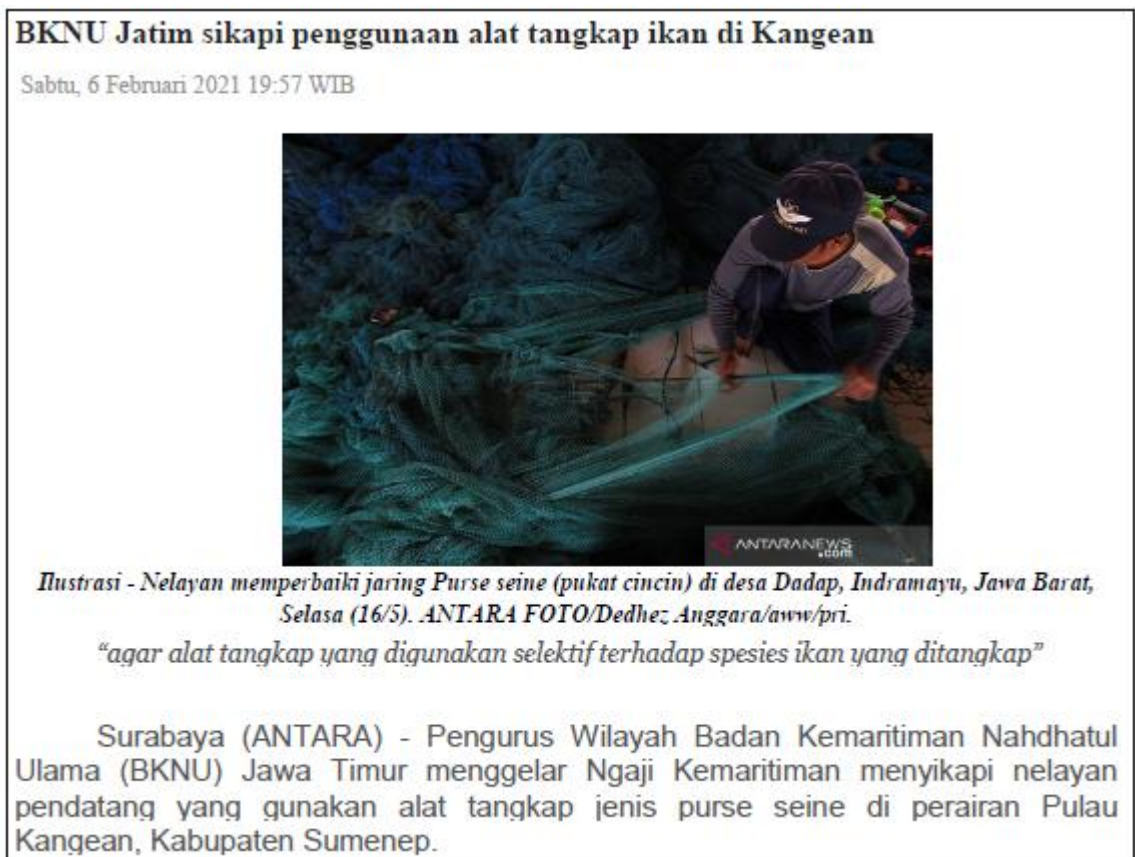 BKNU Jatim sikapi penggunaan alat tangkap ikan di Kangean
Sabtu, 6 Februari 2021 19:57 WIB
ANTARANEWS
.com
Ilustrasi - Nelayan memperbaiki jaring Purse seine (pukat cincin) di desa Dadap, Indramayu, Jawa Barat,
Selasa (16/5). ANTARA FOTO/Dedhez Anggara/aww/pri.
“agar alat tangkap yang digunakan selektif terhadap spesies ikan yang ditangkap”
Surabaya (ANTARA) - Pengurus Wilayah Badan Kemaritiman Nahdhatul
Ulama (BKNU) Jawa Timur menggelar Ngaji Kemaritiman menyikapi nelayan
pendatang yang gunakan alat tangkap jenis purse seine di perairan Pulau
Kangean, Kabupaten Sumenep.